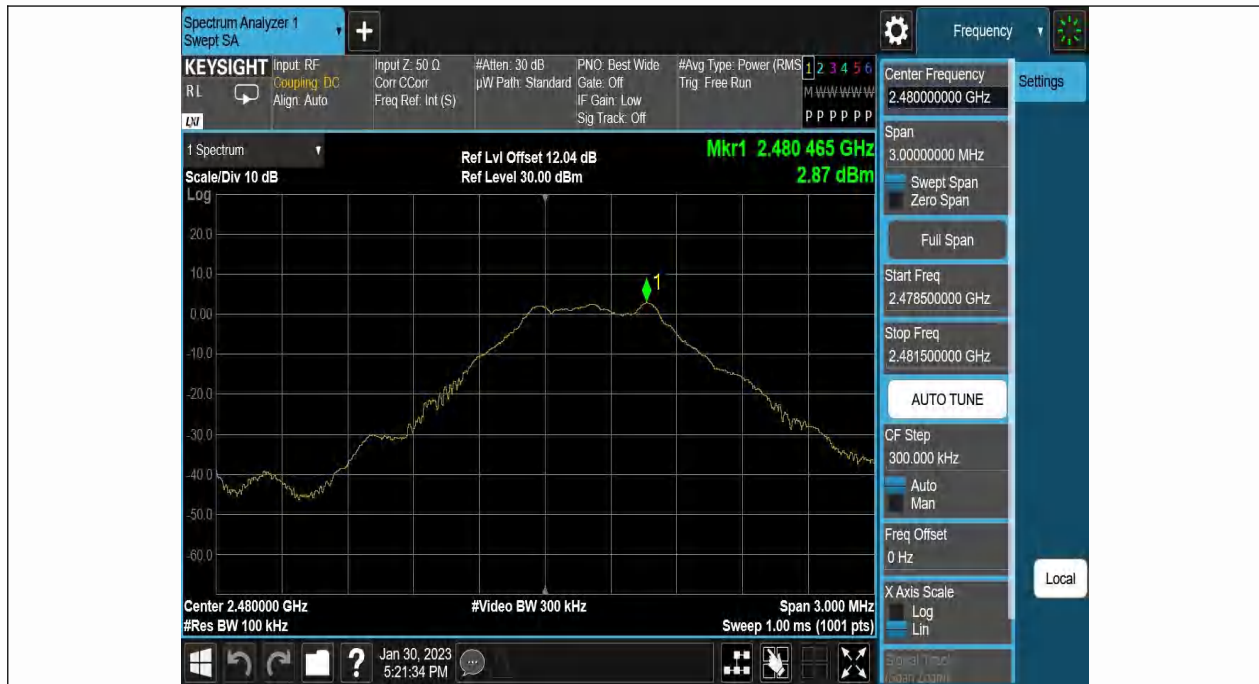 Spectrum Analyzer 1
Swept SA
+
Frequency
KEYSIGHT
RL
LXI
Input: RF
Coupling: DC
Align: Auto
Input Z: 50 Ω
Corr CCorr
Freq Ref: Int (S)
#Atten: 30 dB
µW Path: Standard
PNO: Best Wide
Gate: Off
IF Gain: Low
Sig Track: Off
#Avg Type: Power (RMS
Trig: Free Run
1 2 3 4 5 6
M W W W W W
P P P P P P
1 Spectrum
Scale/Div 10 dB
Log
Ref Lvl Offset 12.04 dB
Ref Level 30.00 dBm
Mkr1 2.480 465 GHz
2.87 dBm
1
20.0
10.0
0.00
-10.0
-20.0
-30.0
-40.0
-50.0
-60.0
Center 2.480000 GHz
#Res BW 100 kHz
#Video BW 300 kHz
Span 3.000 MHz
Sweep 1.00 ms (1001 pts)
Center Frequency
2.480000000 GHz
Settings
Span
3.00000000 MHz
Swept Span
Zero Span
Full Span
Start Freq
2.478500000 GHz
Stop Freq
2.481500000 GHz
AUTO TUNE
CF Step
300.000 kHz
Auto
Man
Freq Offset
0 Hz
X Axis Scale
Log
Lin
Local
Signal Track
(Span Zoom)
?
Jan 30, 2023
5:21:34 PM